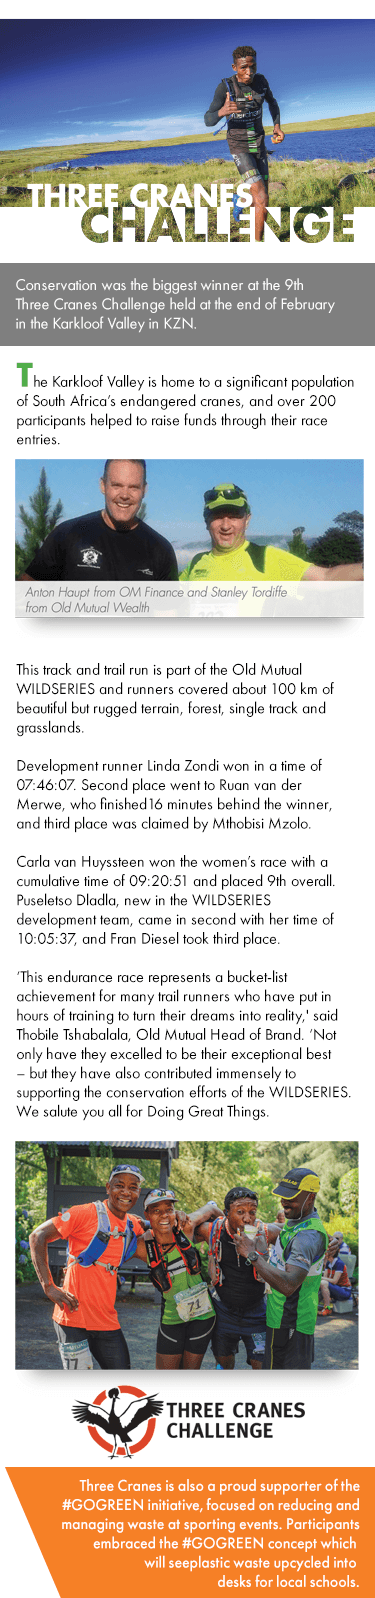 THREE CRANES
CHALLENGE
Conservation was the biggest winner at the 9th
Three Cranes Challenge held at the end of February
in the Karkloof Valley in KZN.
The Karkloof Valley is home to a significant population
of South Africa's endangered cranes, and over 200
participants helped to raise funds through their race
entries.
Anton Haupt from OM Finance and Stanley Tordiffe
from Old Mutual Wealth
This track and trail run is part of the Old Mutual
WILDSERIES and runners covered about 100 km of
beautiful but rugged terrain, forest, single track and
grasslands.
Development runner Linda Zondi won in a time of
07:46:07. Second place went to Ruan van der
Merwe, who finished16 minutes behind the winner,
and third place was claimed by Mthobisi Mzolo.
Carla van Huyssteen won the women's race with a
cumulative time of 09:20:51 and placed 9th overall.
Puseletso Dladla, new in the WILDSERIES
development team, came in second with her time of
10:05:37, and Fran Diesel took third place.
'This endurance race represents a bucket-list
achievement for many trail runners who have put in
hours of training to turn their dreams into reality,' said
Thobile Tshabalala, Old Mutual Head of Brand. 'Not
only have they excelled to be their exceptional best
– but they have also contributed immensely to
supporting the conservation efforts of the WILDSERIES.
We salute you all for Doing Great Things.
77
71
THREE CRANES
CHALLENGE
Three Cranes is also a proud supporter of the
#GOGREEN initiative, focused on reducing and
managing waste at sporting events. Participants
embraced the #GOGREEN concept which
will seeplastic waste upcycled into
desks for local schools.